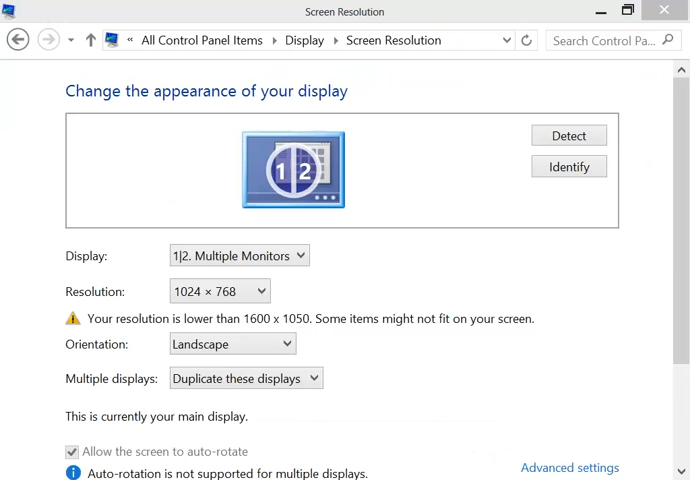 Screen Resolution
« All Control Panel Items Display Screen Resolution Search Control Pa...
Change the appearance of your display
Detect
1 2
Identify
Display: 1|2. Multiple Monitors
Resolution: 1024 × 768
Your resolution is lower than 1600 x 1050. Some items might not fit on your screen.
Orientation: Landscape
Multiple displays: Duplicate these displays
This is currently your main display.
Allow the screen to auto-rotate
Auto-rotation is not supported for multiple displays.
Advanced settings